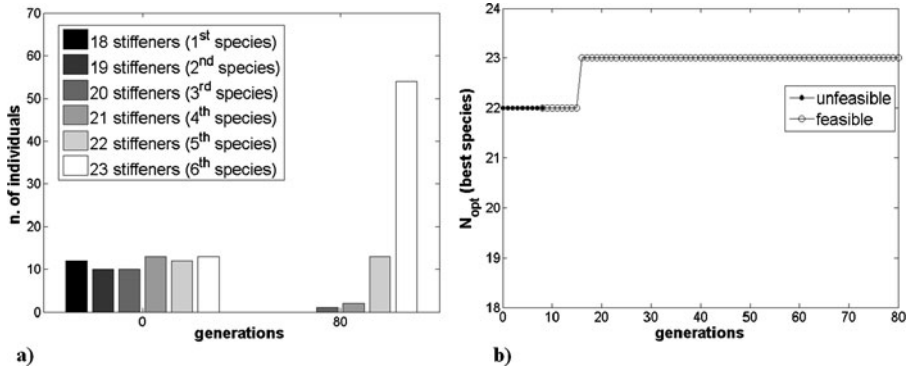 70
60
50
40
30
20
10
0
n. of individuals
18 stiffeners (1st species)
19 stiffeners (2nd species)
20 stiffeners (3rd species)
21 stiffeners (4th species)
22 stiffeners (5th species)
23 stiffeners (6th species)
0 80
generations
a)
24
23
22
21
20
19
18
N_opt (best species)
unfeasible
feasible
0 10 20 30 40 50 60 70 80
generations
b)